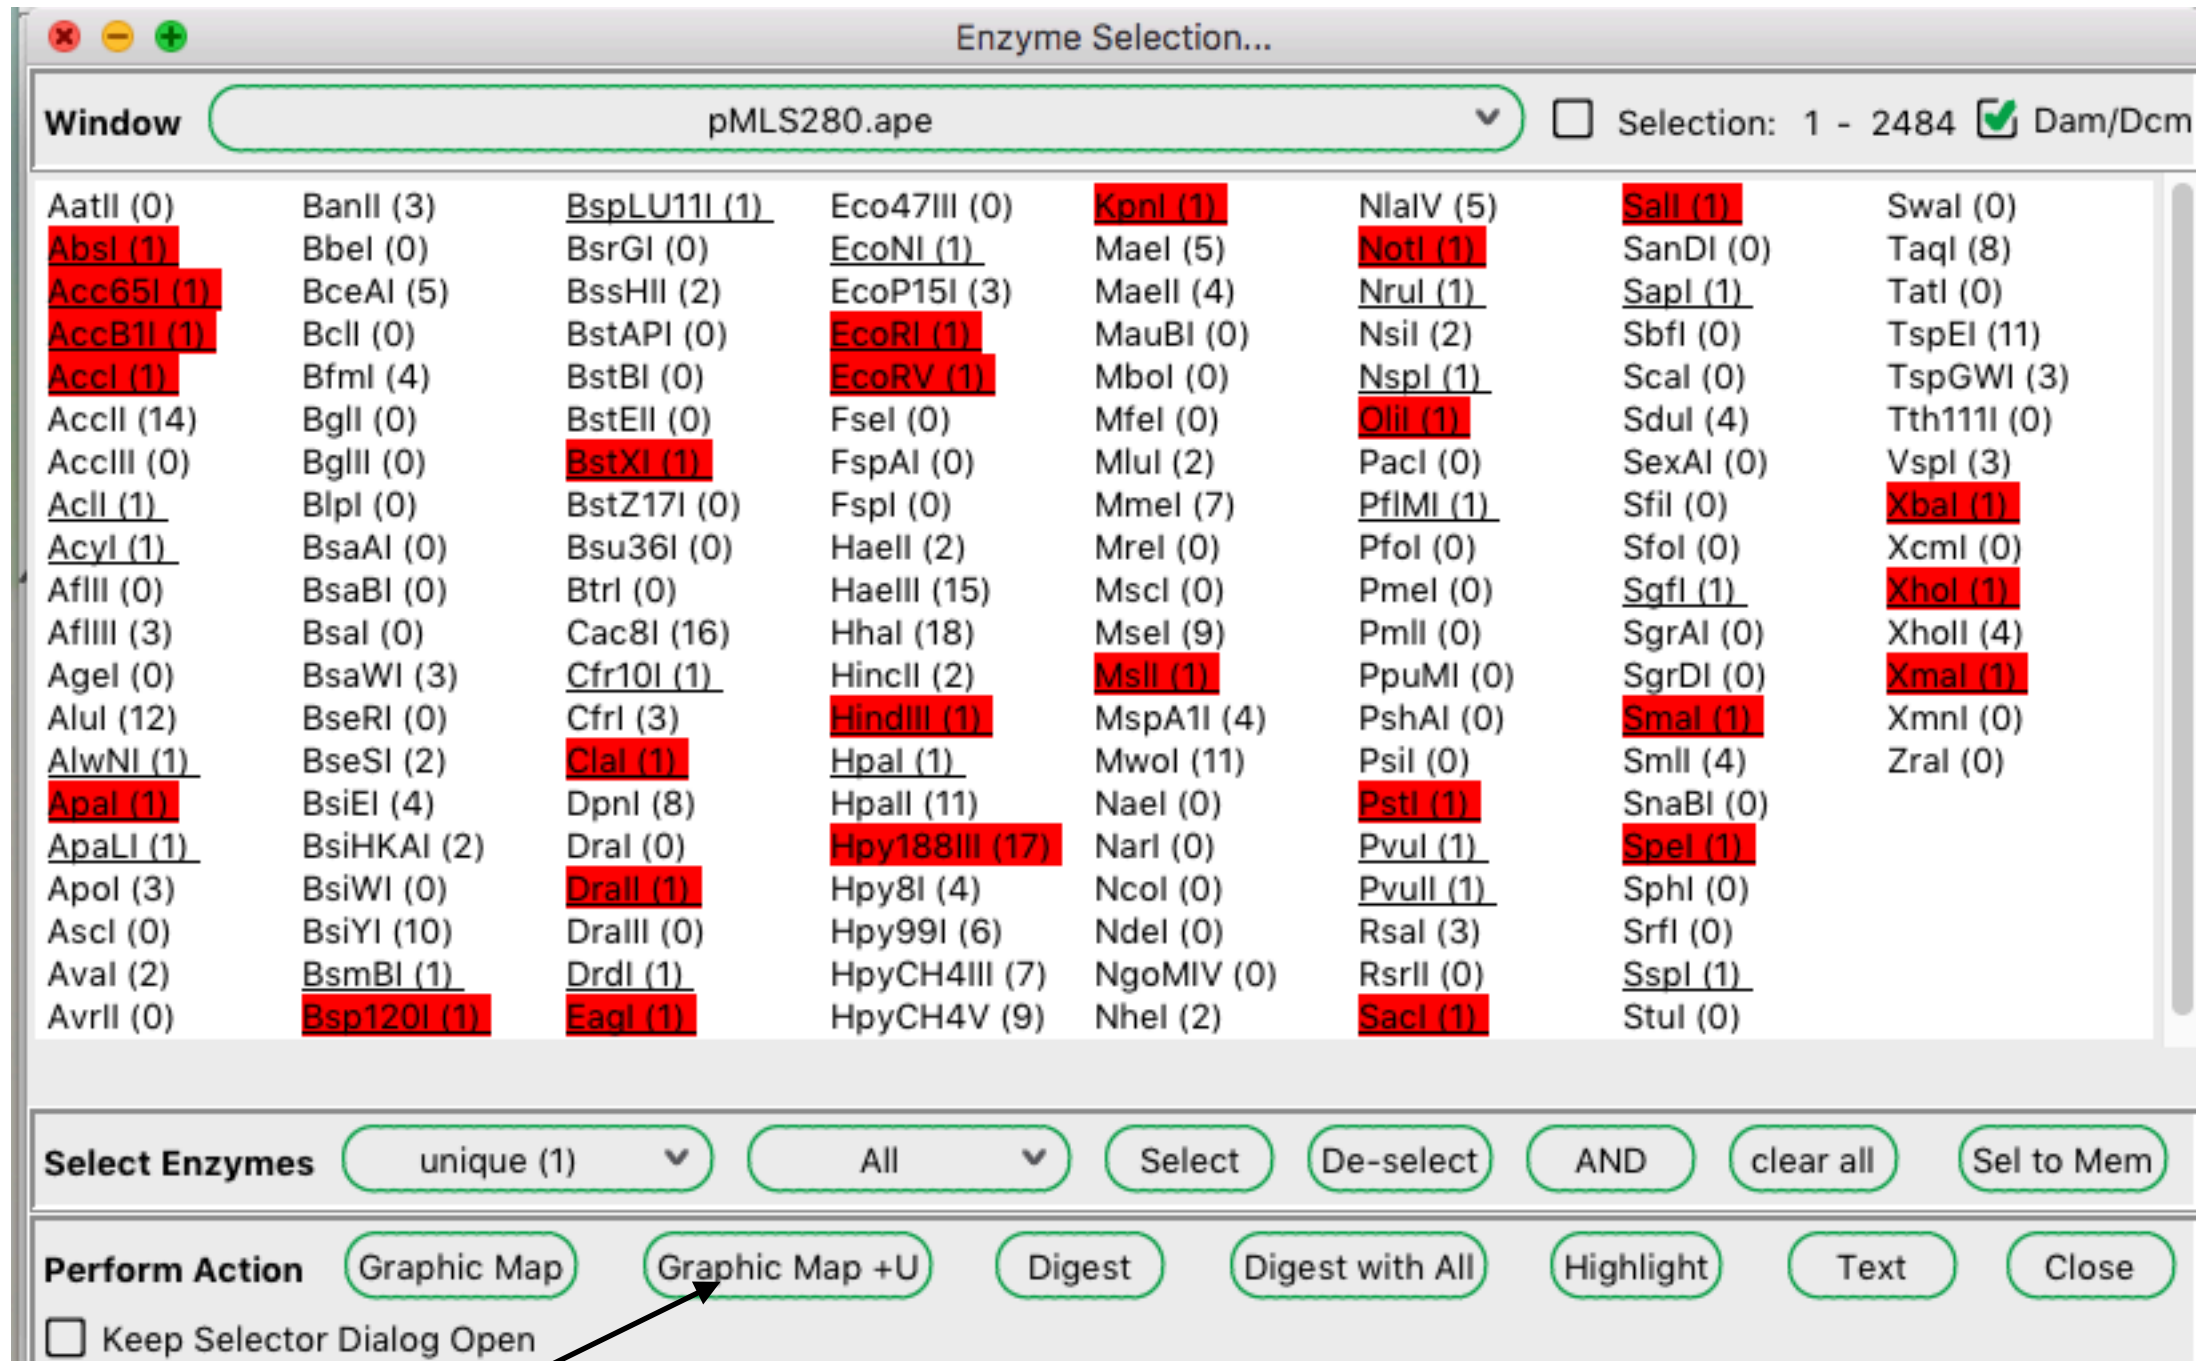 Enzyme Selection...
Window pMLS280.ape Selection: 1 - 2484 Dam/Dcm
AatII (0) BanII (3) BspLU11I (1) Eco47III (0) KpnI (1) NlaIV (5) SalI (1) SwaI (0)
AbsI (1) BbeI (0) BsrGI (0) EcoNI (1) MaeI (5) NotI (1) SanDI (0) TaqI (8)
Acc65I (1) BceAI (5) BssHII (2) EcoP15I (3) MaeII (4) NruI (1) SapI (1) TatI (0)
AccB1I (1) BclI (0) BstAPI (0) EcoRI (1) MauBI (0) NsiI (2) SbfI (0) TspEI (11)
AccI (1) BfmI (4) BstBI (0) EcoRV (1) MboI (0) NspI (1) ScaI (0) TspGWI (3)
AccII (14) BglI (0) BstEII (0) FseI (0) MfeI (0) OliI (1) SduI (4) Tth111I (0)
AccIII (0) BglII (0) BstXI (1) FspAI (0) MluI (2) PacI (0) SexAI (0) VspI (3)
AclI (1) BlpI (0) BstZ17I (0) FspI (0) MmeI (7) PflMI (1) SfiI (0) XbaI (1)
AcyI (1) BsaAI (0) Bsu36I (0) HaeII (2) MreI (0) PfoI (0) SfoI (0) XcmI (0)
AflII (0) BsaBI (0) BtrI (0) HaeIII (15) MscI (0) PmeI (0) SgfI (1) XhoI (1)
AflIII (3) BsaI (0) Cac8I (16) HhaI (18) MseI (9) PmlI (0) SgrAI (0) XhoII (4)
AgeI (0) BsaWI (3) Cfr10I (1) HincII (2) MslI (1) PpuMI (0) SgrDI (0) XmaI (1)
AluI (12) BseRI (0) CfrI (3) HindIII (1) MspA1I (4) PshAI (0) SmaI (1) XmnI (0)
AlwNI (1) BseSI (2) ClaI (1) HpaI (1) MwoI (11) PsiI (0) SmlI (4) ZraI (0)
ApaI (1) BsiEI (4) DpnI (8) HpaII (11) NaeI (0) PstI (1) SnaBI (0)
ApaLI (1) BsiHKAI (2) DraI (0) Hpy188III (17) NarI (0) PvuI (1) SpeI (1)
ApoI (3) BsiWI (0) DraII (1) Hpy8I (4) NcoI (0) PvuII (1) SphI (0)
AscI (0) BsiYI (10) DraIII (0) Hpy99I (6) NdeI (0) RsaI (3) SrfI (0)
AvaI (2) BsmBI (1) DrdI (1) HpyCH4III (7) NgoMIV (0) RsrII (0) SspI (1)
AvrII (0) Bsp120I (1) EagI (1) HpyCH4V (9) NheI (2) SacI (1) StuI (0)
Select Enzymes unique (1) All Select De-select AND clear all Sel to Mem
Perform Action Graphic Map Graphic Map +U Digest Digest with All Highlight Text Close
Keep Selector Dialog Open